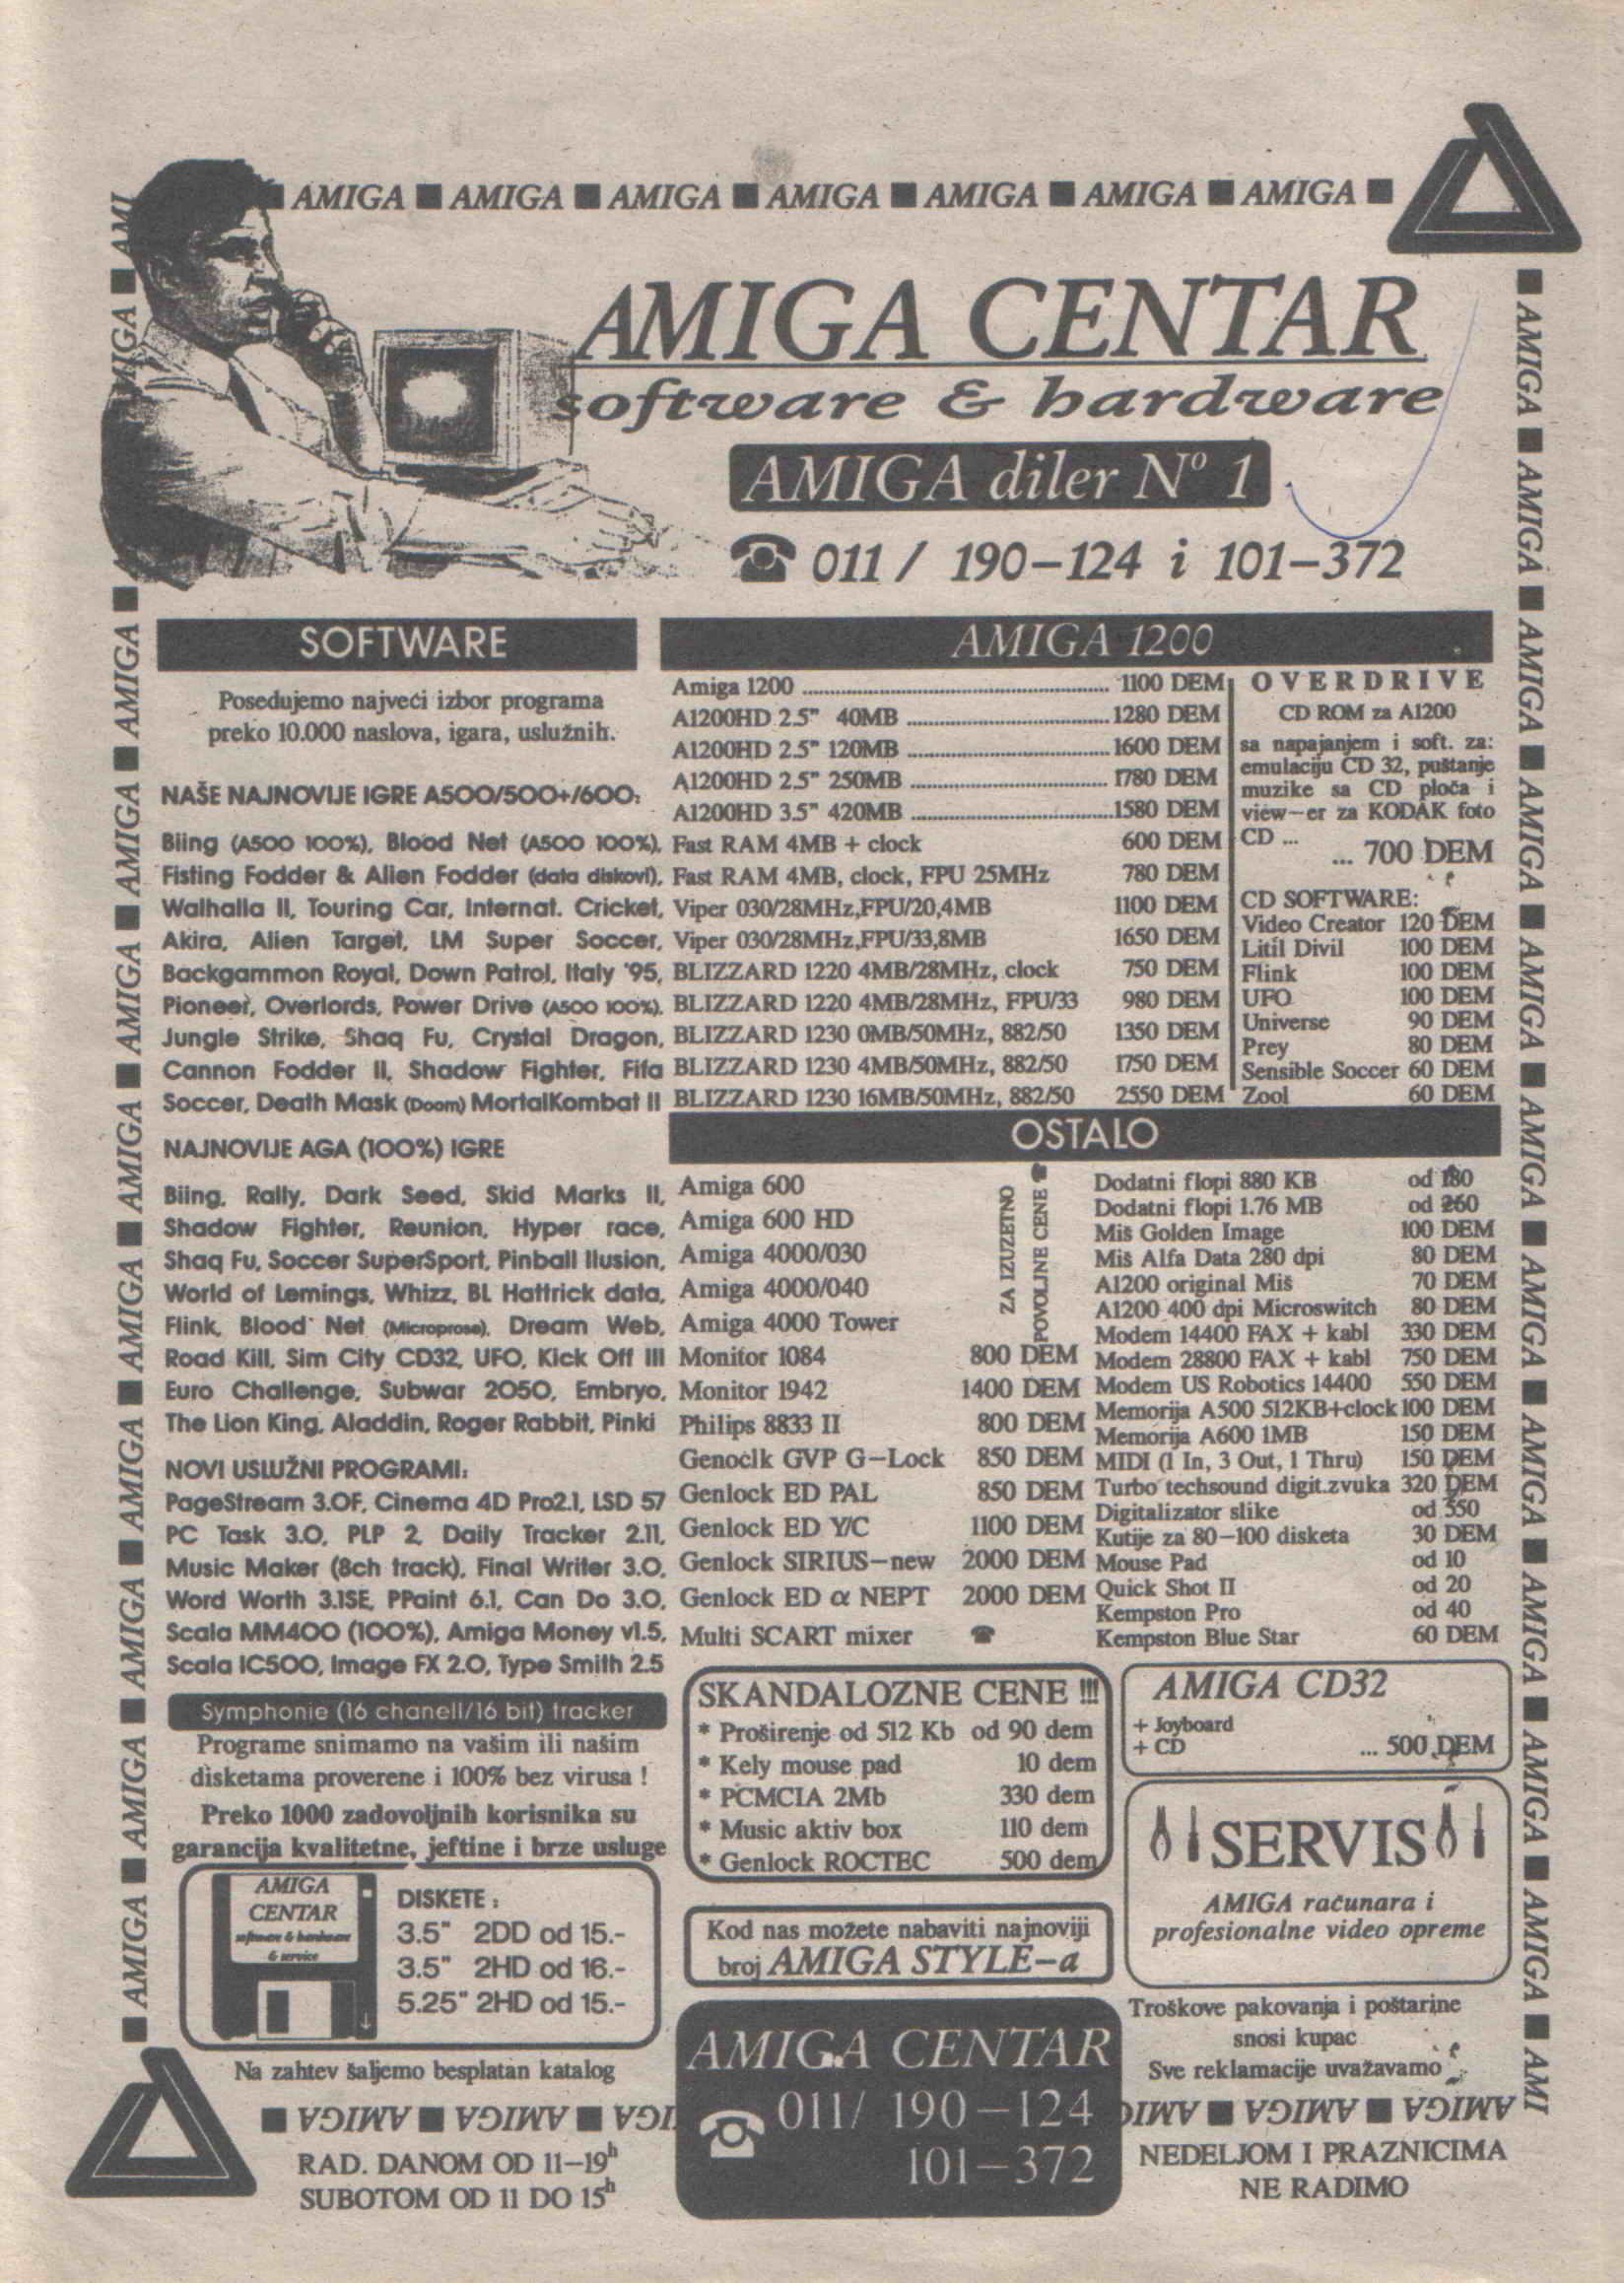 ■ AMIGA ■ AMIGA ■ AMIGA ■ AMIGA ■ AMIGA ■ AMIGA ■ AMIGA ■
AMIGA CENTAR
software & hardware
AMIGA diler Nº 1
☎ 011 / 190-124 i 101-372
SOFTWARE
Posedujemo najveći izbor programa
preko 10.000 naslova, igara, uslužnih.
NAŠE NAJNOVIJE IGRE A500/500+/600:
Biing (A500 100%), Blood Net (A500 100%),
Fisting Fodder & Alien Fodder (data diskovi),
Walhalla II, Touring Car, Internat. Cricket,
Akira, Alien Target, LM Super Soccer,
Backgammon Royal, Down Patrol, Italy '95,
Pioneer, Overlords, Power Drive (A500 100%),
Jungle Strike, Shaq Fu, Crystal Dragon,
Cannon Fodder II, Shadow Fighter, Fifa
Soccer, Death Mask (Doom) MortalKombat II
NAJNOVIJE AGA (100%) IGRE
Biing, Rally, Dark Seed, Skid Marks II,
Shadow Fighter, Reunion, Hyper race,
Shaq Fu, Soccer SuperSport, Pinball Ilusion,
World of Lemings, Whizz, BL Hattrick data,
Flink, Blood Net (Microprose), Dream Web,
Road Kill, Sim City CD32, UFO, Kick Off III
Euro Challenge, Subwar 2050, Embryo,
The Lion King, Aladdin, Roger Rabbit, Pinki
NOVI USLUŽNI PROGRAMI:
PageStream 3.OF, Cinema 4D Pro2.1, LSD 57
PC Task 3.0, PLP 2, Daily Tracker 2.11,
Music Maker (8ch track), Final Writer 3.0,
Word Worth 3.1SE, PPaint 6.1, Can Do 3.0,
Scala MM400 (100%), Amiga Money v1.5,
Scala IC500, Image FX 2.0, Type Smith 2.5
Symphonie (16 chanell/16 bit) tracker
Programe snimamo na vašim ili našim
disketama proverene i 100% bez virusa !
Preko 1000 zadovoljnih korisnika su
garancija kvalitetne, jeftine i brze usluge
AMIGA
CENTAR
software & hardware
& service
DISKETE :
3.5" 2DD od 15.-
3.5" 2HD od 16.-
5.25" 2HD od 15.-
Na zahtev šaljemo besplatan katalog
AMIGA 1200
Amiga 1200 ........ 1100 DEM
A1200HD 2.5" 40MB ........ 1280 DEM
A1200HD 2.5" 120MB ........ 1600 DEM
A1200HD 2.5" 250MB ........ 1780 DEM
A1200HD 3.5" 420MB ........ 1580 DEM
Fast RAM 4MB + clock 600 DEM
Fast RAM 4MB, clock, FPU 25MHz 780 DEM
Viper 030/28MHz,FPU/20,4MB 1100 DEM
Viper 030/28MHz,FPU/33,8MB 1650 DEM
BLIZZARD 1220 4MB/28MHz, clock 750 DEM
BLIZZARD 1220 4MB/28MHz, FPU/33 980 DEM
BLIZZARD 1230 0MB/50MHz, 882/50 1350 DEM
BLIZZARD 1230 4MB/50MHz, 882/50 1750 DEM
BLIZZARD 1230 16MB/50MHz, 882/50 2550 DEM
OVERDRIVE
CD ROM za A1200
sa napajanjem i soft. za:
emulaciju CD 32, puštanje
muzike sa CD ploča i
view-er za KODAK foto
CD ...
... 700 DEM
CD SOFTWARE:
Video Creator 120 DEM
Litil Divil 100 DEM
Flink 100 DEM
UFO 100 DEM
Universe 90 DEM
Prey 80 DEM
Sensible Soccer 60 DEM
Zool 60 DEM
OSTALO
Amiga 600
Amiga 600 HD
Amiga 4000/030
Amiga 4000/040
Amiga 4000 Tower
ZA IZUZETNO
POVOLJNE CENE ☎
Monitor 1084 800 DEM
Monitor 1942 1400 DEM
Philips 8833 II 800 DEM
Genoclk GVP G-Lock 850 DEM
Genlock ED PAL 850 DEM
Genlock ED Y/C 1100 DEM
Genlock SIRIUS-new 2000 DEM
Genlock ED α NEPT 2000 DEM
Multi SCART mixer ☎
Dodatni flopi 880 KB od 180
Dodatni flopi 1.76 MB od 260
Miš Golden Image 100 DEM
Miš Alfa Data 280 dpi 80 DEM
A1200 original Miš 70 DEM
A1200 400 dpi Microswitch 80 DEM
Modem 14400 FAX + kabl 330 DEM
Modem 28800 FAX + kabl 750 DEM
Modem US Robotics 14400 550 DEM
Memorija A500 512KB+clock 100 DEM
Memorija A600 1MB 150 DEM
MIDI (1 In, 3 Out, 1 Thru) 150 DEM
Turbo techsound digit.zvuka 320 DEM
Digitalizator slike od 350
Kutije za 80-100 disketa 30 DEM
Mouse Pad od 10
Quick Shot II od 20
Kempston Pro od 40
Kempston Blue Star 60 DEM
SKANDALOZNE CENE !!!
* Proširenje od 512 Kb od 90 dem
* Kely mouse pad 10 dem
* PCMCIA 2Mb 330 dem
* Music aktiv box 110 dem
* Genlock ROCTEC 500 dem
AMIGA CD32
+ Joyboard
+ CD ... 500 DEM
SERVIS
AMIGA računara i
profesionalne video opreme
Kod nas možete nabaviti najnoviji
broj AMIGA STYLE-a
Troškove pakovanja i poštarine
snosi kupac
Sve reklamacije uvažavamo
AMIGA CENTAR
☎ 011/ 190-124
101-372
■ AMIGA ■ AMIGA ■ AMIGA ■ AMIGA ■ AMIGA ■ AMIGA ■ AMIGA ■ AMIGA ■ AMIGA ■ AMIGA ■ AMIGA ■ AMI
■ AMIGA ■ AMIGA ■ AMIGA ■ AMIGA ■ AMIGA ■ AMIGA ■ AMIGA ■ AMIGA ■ AMIGA ■ AMIGA ■ AMIGA ■ AMI
AMIGA ■ AMIGA ■ AMIGA ■ AMIGA ■ AMIGA
RAD. DANOM OD 11-19h
SUBOTOM OD 11 DO 15h
NEDELJOM I PRAZNICIMA
NE RADIMO